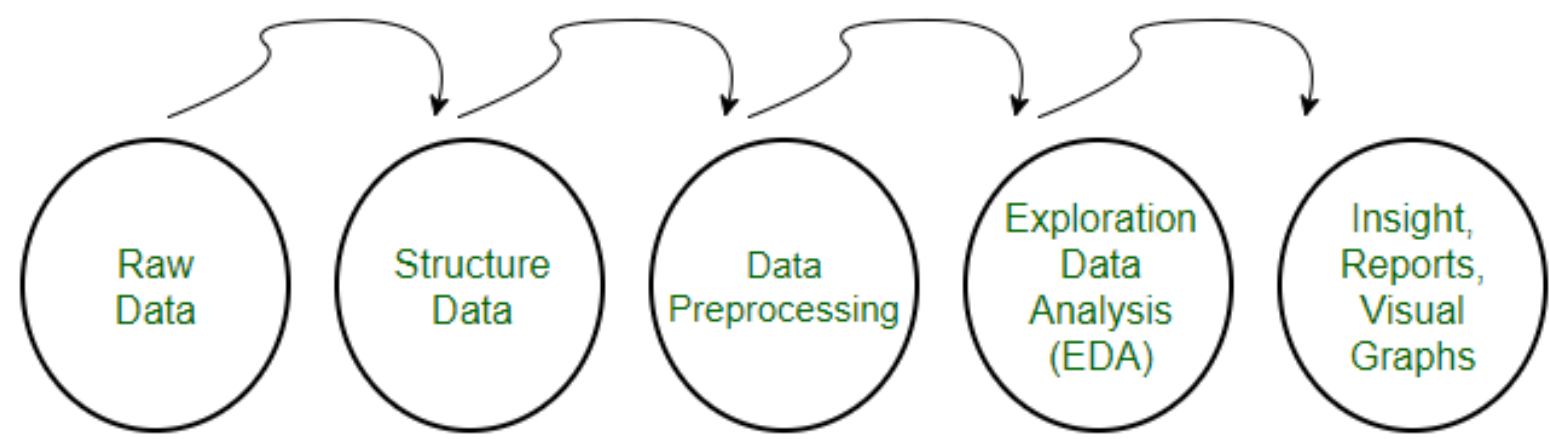 Raw
Data
Structure
Data
Data
Preprocessing
Exploration
Data
Analysis
(EDA)
Insight,
Reports,
Visual
Graphs